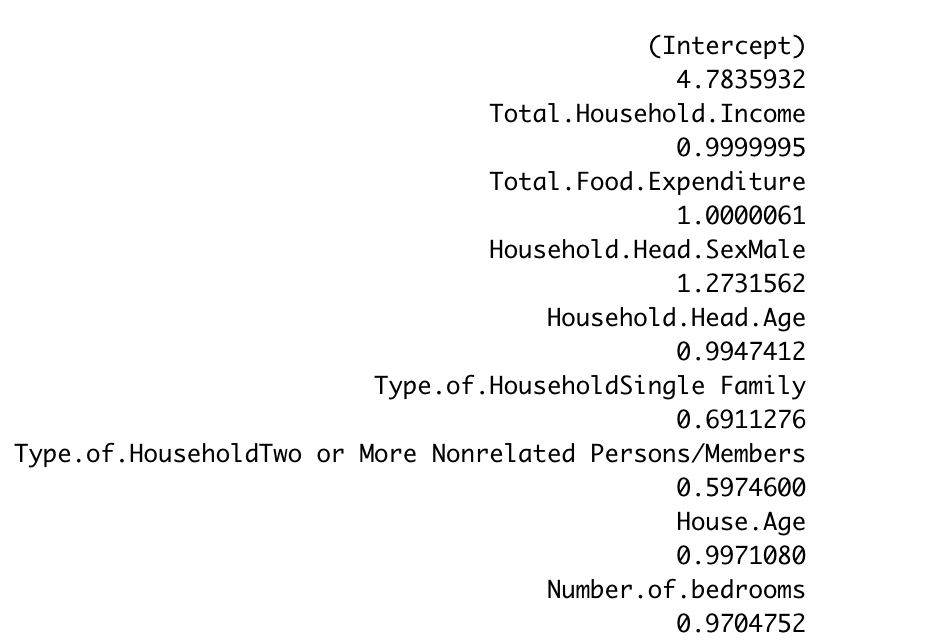 (Intercept)
4.7835932
Total.Household.Income
0.9999995
Total.Food.Expenditure
1.0000061
Household.Head.SexMale
1.2731562
Household.Head.Age
0.9947412
Type.of.HouseholdSingle Family
0.6911276
Type.of.HouseholdTwo or More Nonrelated Persons/Members
0.5974600
House.Age
0.9971080
Number.of.bedrooms
0.9704752